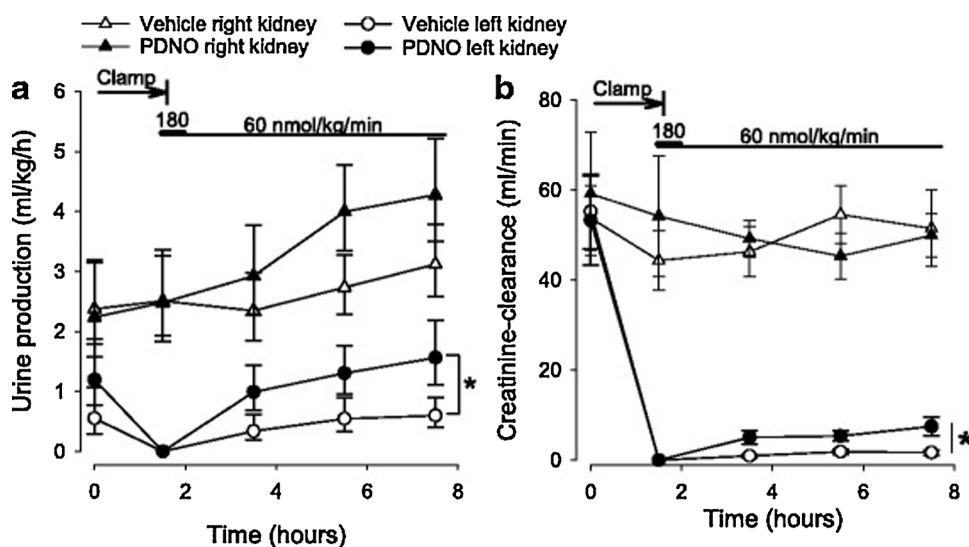 Vehicle right kidney Vehicle left kidney
PDNO right kidney PDNO left kidney
a Clamp
180 60 nmol/kg/min
6
5
4
3
2
1
0
Urine production (ml/kg/h)
*
0 2 4 6 8
Time (hours)
b Clamp
180 60 nmol/kg/min
80
60
40
20
0
Creatinine-clearance (ml/min)
*
0 2 4 6 8
Time (hours)